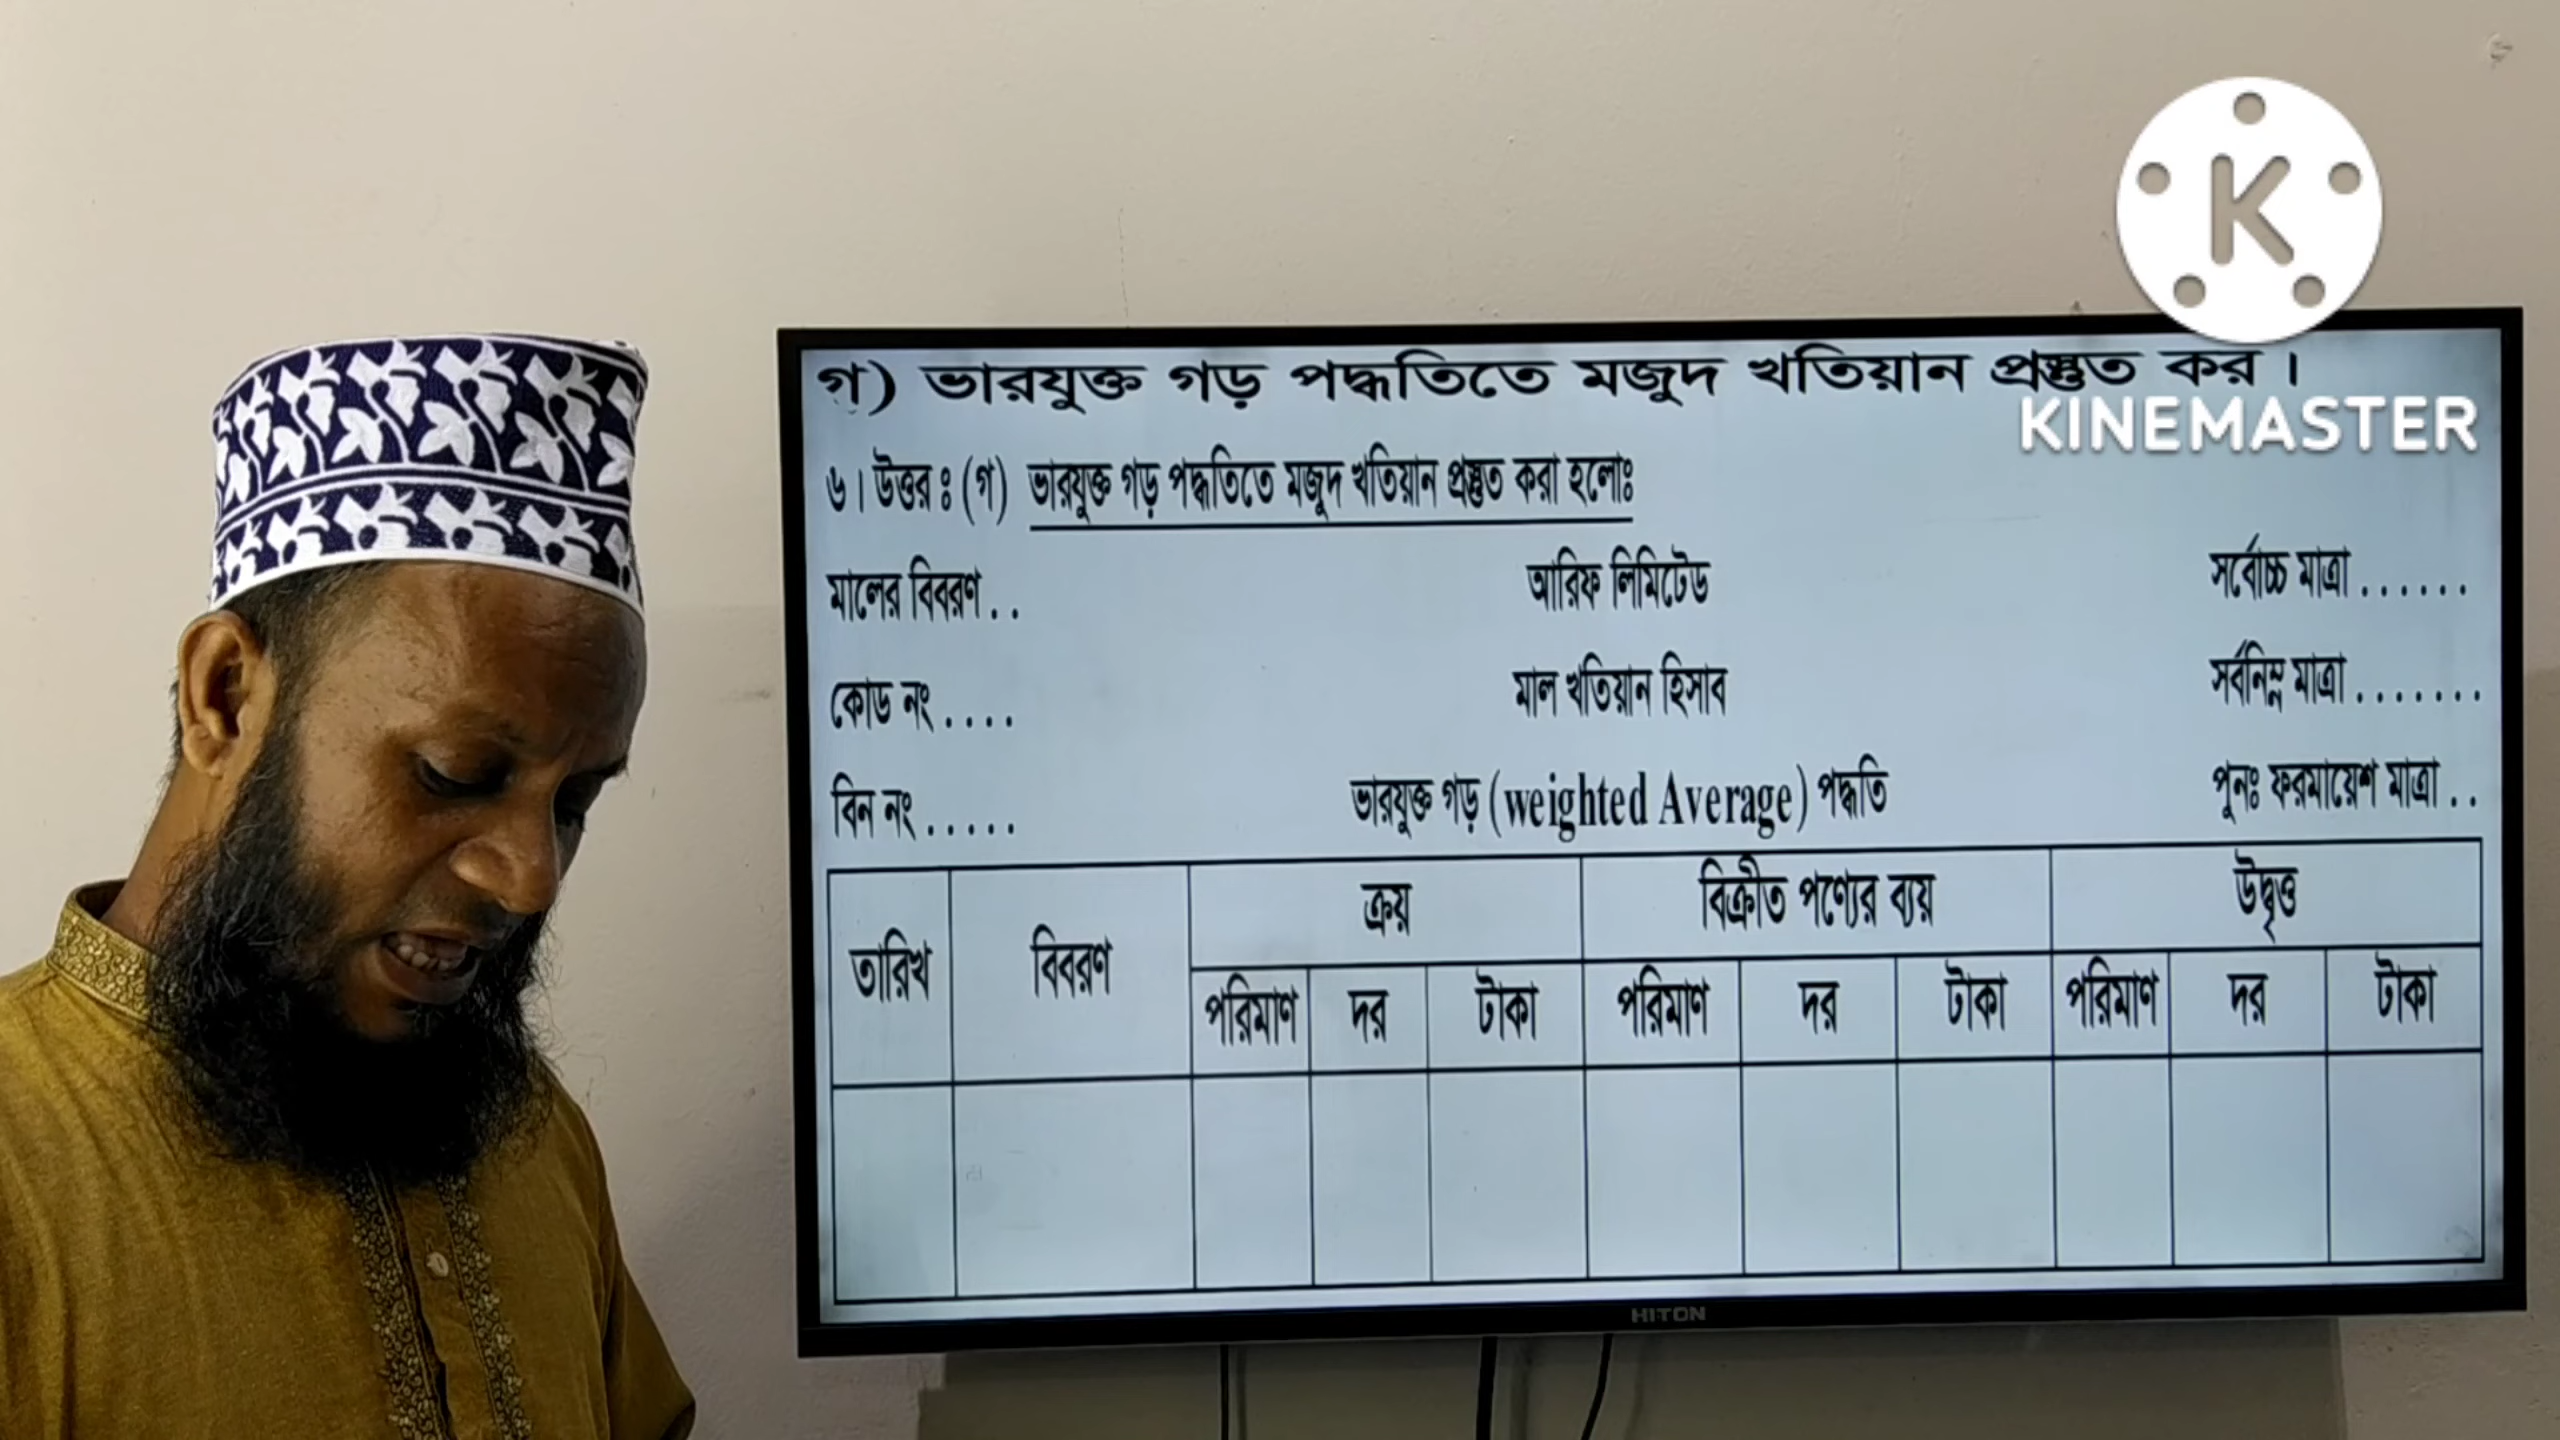 K
KINEMASTER
গ) ভারযুক্ত গড় পদ্ধতিতে মজুদ খতিয়ান প্রস্তুত কর ।
৬। উত্তর ঃ (গ) ভারযুক্ত গড় পদ্ধতিতে মজুদ খতিয়ান প্রস্তুত করা হলোঃ
মালের বিবরণ . . আরিফ লিমিটেড সর্বোচ্চ মাত্রা . . . . . .
কোড নং . . . . মাল খতিয়ান হিসাব সর্বনিম্ন মাত্রা . . . . . . .
বিন নং . . . . . ভারযুক্ত গড় (weighted Average) পদ্ধতি পুনঃ ফরমায়েশ মাত্রা . .
তারিখ বিবরণ ক্রয় বিক্রীত পণ্যের ব্যয় উদ্বৃত্ত
পরিমাণ দর টাকা পরিমাণ দর টাকা পরিমাণ দর টাকা
HITON